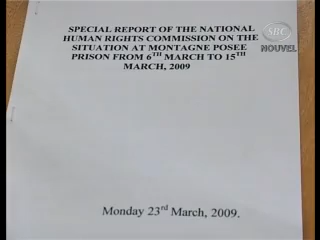 SPECIAL REPORT OF THE NATIONAL
HUMAN RIGHTS COMMISSION ON THE
SITUATION AT MONTAGNE POSEE
PRISON FROM 6TH MARCH TO 15TH
MARCH, 2009
Monday 23rd March, 2009.
SBC
NOUVEL